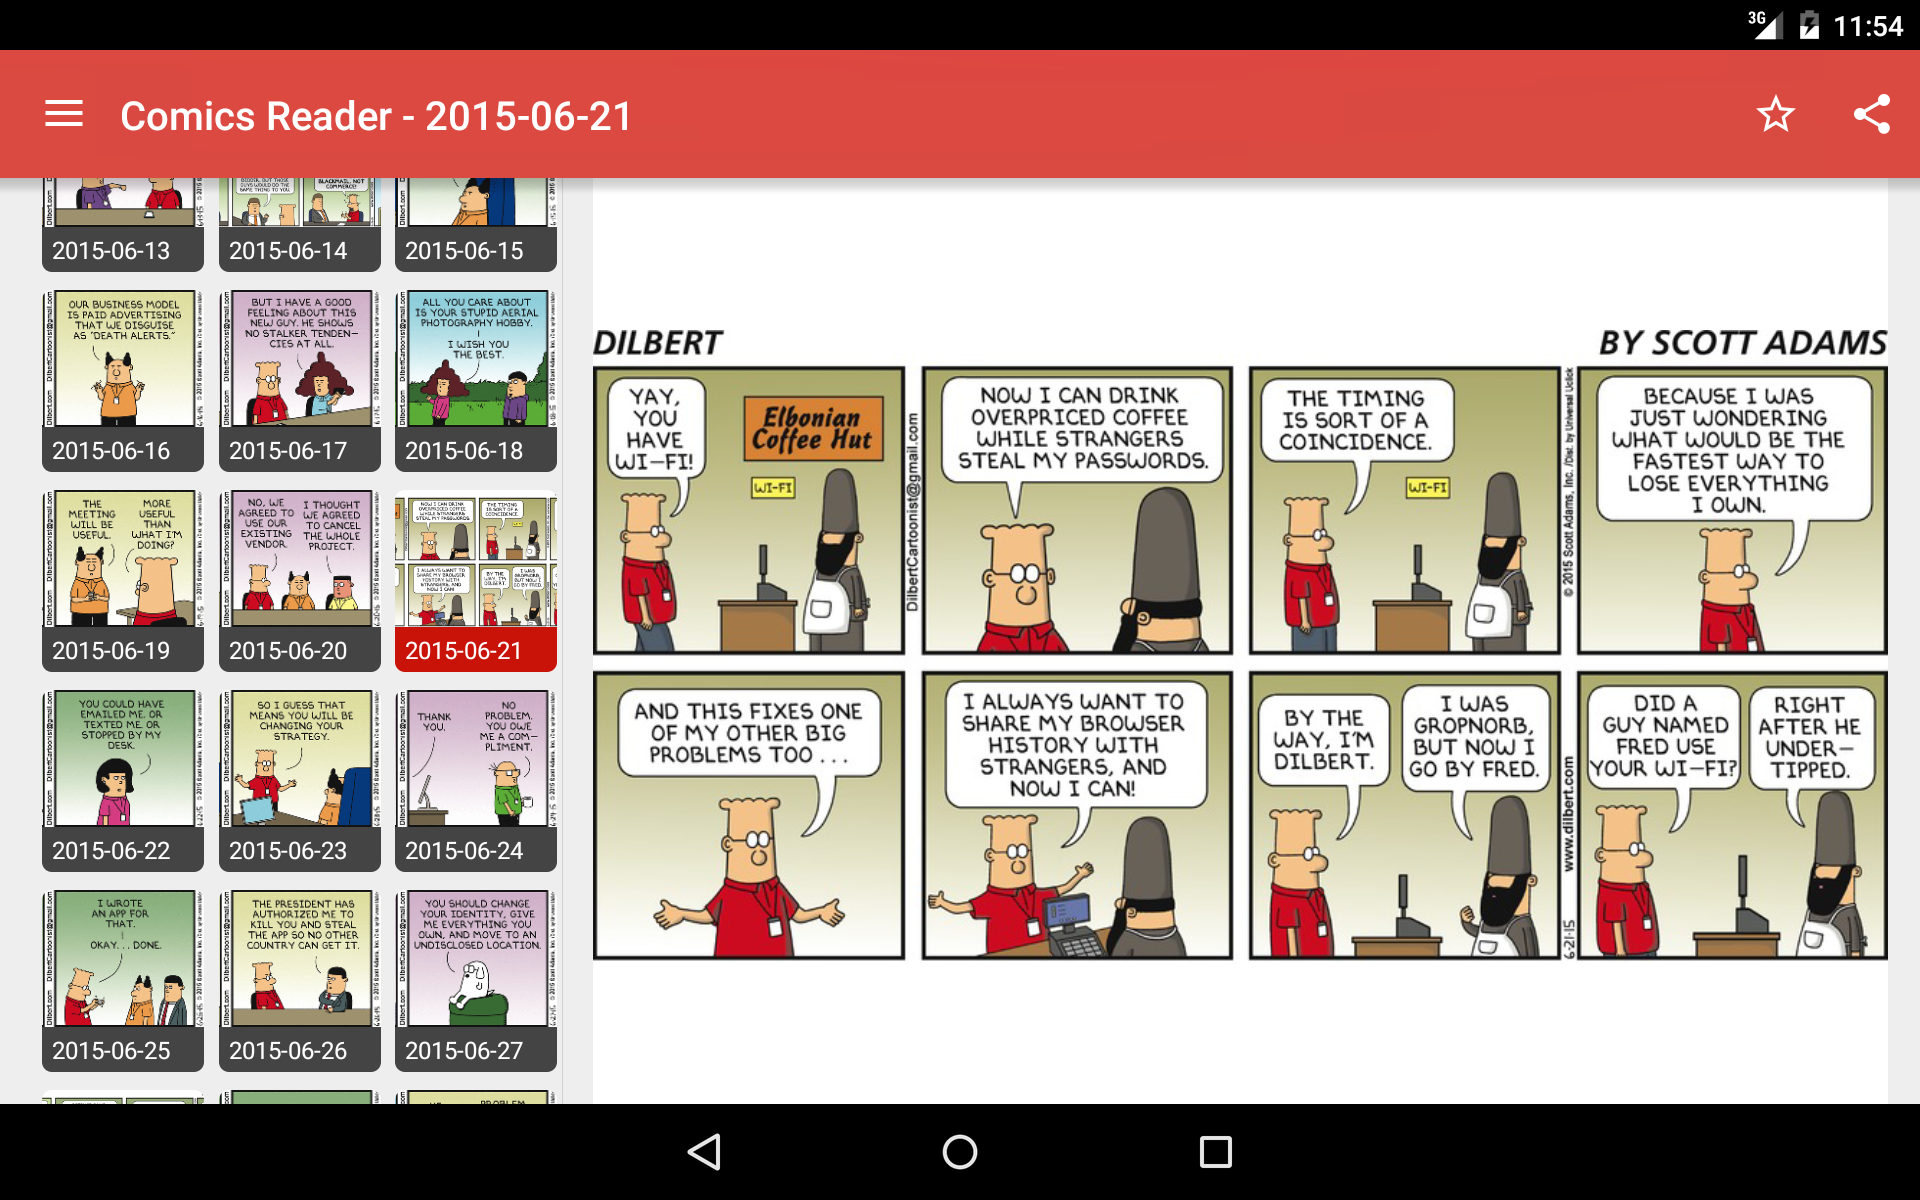 3G 11:54
Comics Reader - 2015-06-21
BLACKMAIL, NOT
COMMERCE!
2015-06-13
2015-06-14
2015-06-15
OUR BUSINESS MODEL
IS PAID ADVERTISING
THAT WE DISGUISE
AS "DEATH ALERTS."
2015-06-16
BUT I HAVE A GOOD
FEELING ABOUT THIS
NEW GUY. HE SHOWS
NO STALKER TENDEN-
CIES AT ALL.
2015-06-17
ALL YOU CARE ABOUT
IS YOUR STUPID AERIAL
PHOTOGRAPHY HOBBY.
I WISH YOU
THE BEST.
2015-06-18
THE
MEETING
WILL BE
USEFUL.
MORE
USEFUL
THAN
WHAT I'M
DOING?
2015-06-19
NO, WE
AGREED TO
USE OUR
EXISTING
VENDOR.
I THOUGHT
WE AGREED
TO CANCEL
THE WHOLE
PROJECT.
2015-06-20
2015-06-21
YOU COULD HAVE
EMAILED ME. OR
TEXTED ME. OR
STOPPED BY MY
DESK.
2015-06-22
SO I GUESS THAT
MEANS YOU WILL BE
CHANGING YOUR
STRATEGY.
2015-06-23
THANK
YOU.
NO
PROBLEM.
YOU OWE
ME A COM-
PLIMENT.
2015-06-24
I WROTE
AN APP FOR
THAT.
OKAY... DONE.
2015-06-25
THE PRESIDENT HAS
AUTHORIZED ME TO
KILL YOU AND STEAL
THE APP SO NO OTHER
COUNTRY CAN GET IT.
2015-06-26
YOU SHOULD CHANGE
YOUR IDENTITY, GIVE
ME EVERYTHING YOU
OWN, AND MOVE TO AN
UNDISCLOSED LOCATION.
2015-06-27
DILBERT
BY SCOTT ADAMS
YAY,
YOU
HAVE
WI-FI!
Elbonian
Coffee Hut
WI-FI
DilbertCartoonist@gmail.com
NOW I CAN DRINK
OVERPRICED COFFEE
WHILE STRANGERS
STEAL MY PASSWORDS.
THE TIMING
IS SORT OF A
COINCIDENCE.
WI-FI
© 2015 Scott Adams, Inc. /Dist. by Universal Uclick
BECAUSE I WAS
JUST WONDERING
WHAT WOULD BE THE
FASTEST WAY TO
LOSE EVERYTHING
I OWN.
AND THIS FIXES ONE
OF MY OTHER BIG
PROBLEMS TOO...
I ALWAYS WANT TO
SHARE MY BROWSER
HISTORY WITH
STRANGERS, AND
NOW I CAN!
BY THE
WAY, I'M
DILBERT.
I WAS
GROPNORB,
BUT NOW I
GO BY FRED.
6-21-15 www.dilbert.com
DID A
GUY NAMED
FRED USE
YOUR WI-FI?
RIGHT
AFTER HE
UNDER-
TIPPED.